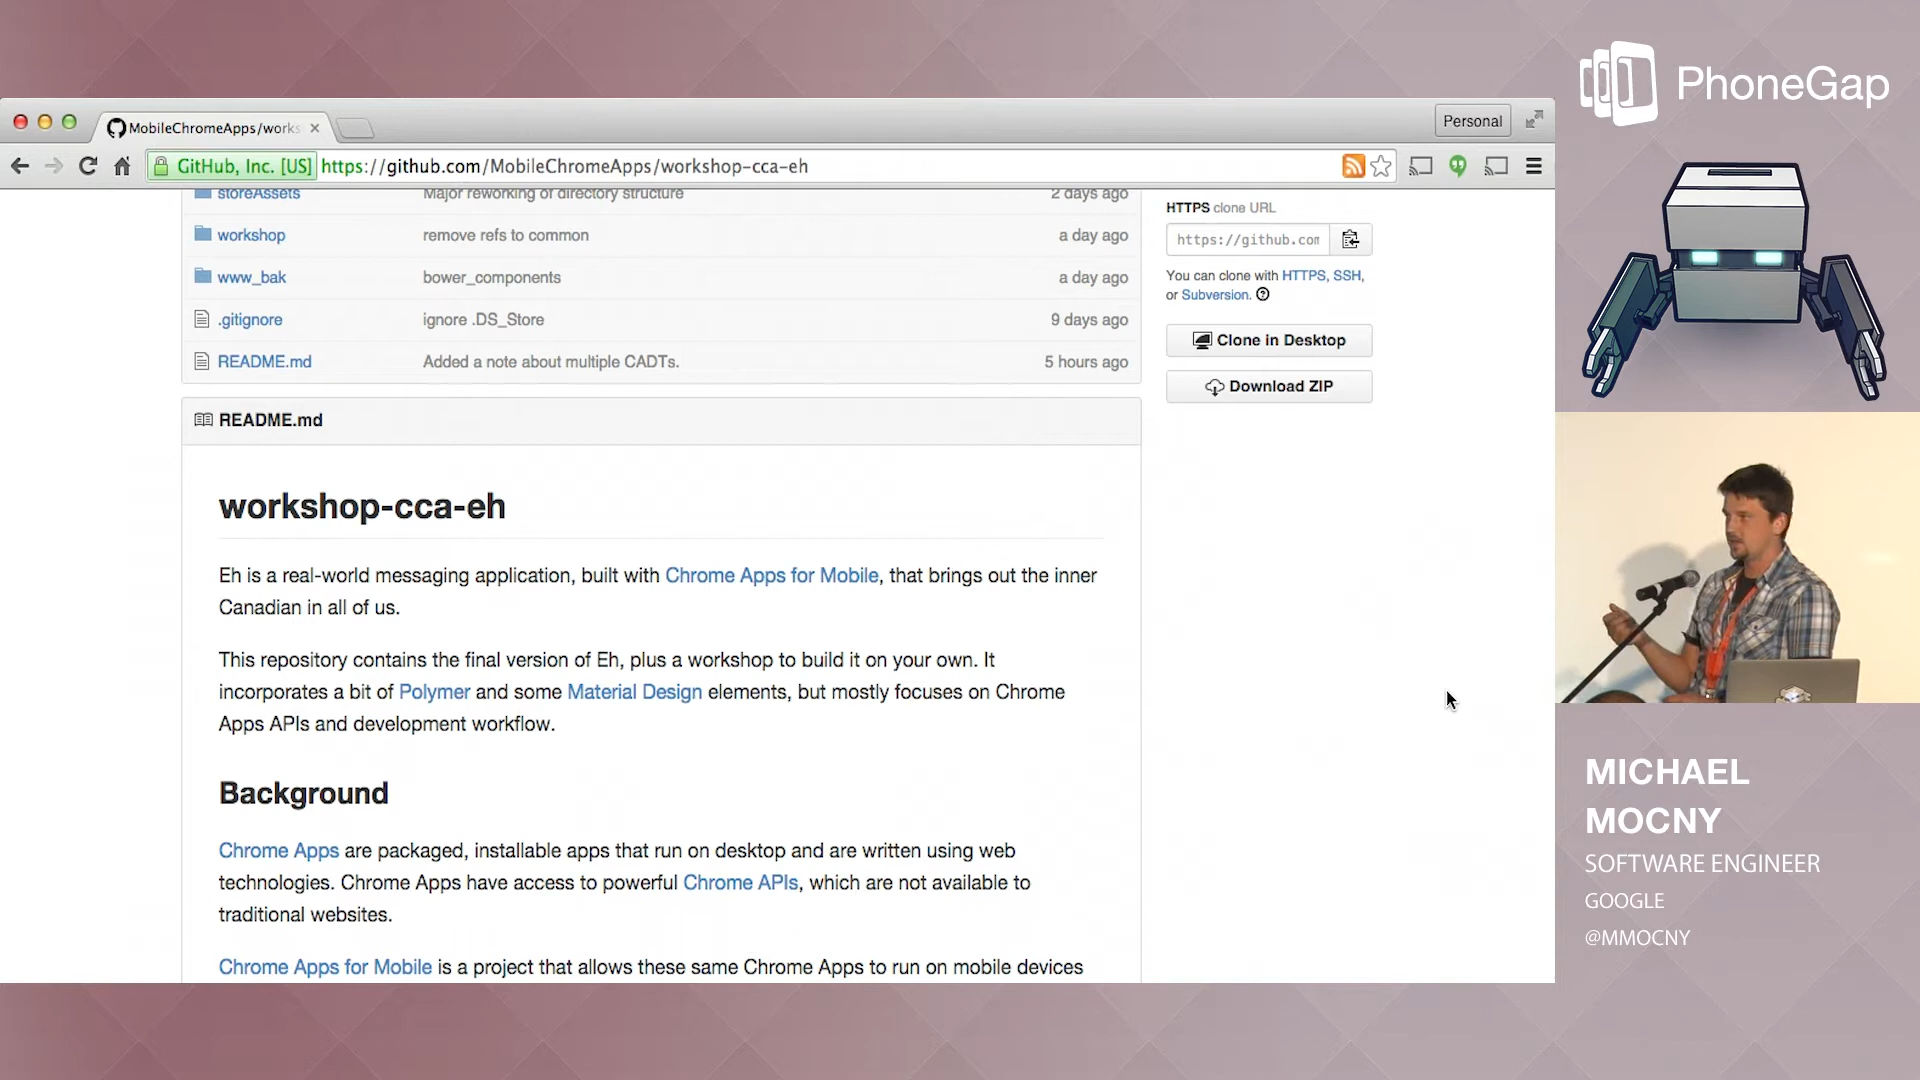 PhoneGap
MobileChromeApps/works
Personal
GitHub, Inc. [US]
https://github.com/MobileChromeApps/workshop-cca-eh
storeAssets Major reworking of directory structure 2 days ago
workshop remove refs to common a day ago
www_bak bower_components a day ago
.gitignore ignore .DS_Store 9 days ago
README.md Added a note about multiple CADTs. 5 hours ago
HTTPS clone URL
https://github.com
You can clone with HTTPS, SSH,
or Subversion.
Clone in Desktop
Download ZIP
README.md
workshop-cca-eh
Eh is a real-world messaging application, built with Chrome Apps for Mobile, that brings out the inner
Canadian in all of us.
This repository contains the final version of Eh, plus a workshop to build it on your own. It
incorporates a bit of Polymer and some Material Design elements, but mostly focuses on Chrome
Apps APIs and development workflow.
Background
Chrome Apps are packaged, installable apps that run on desktop and are written using web
technologies. Chrome Apps have access to powerful Chrome APIs, which are not available to
traditional websites.
Chrome Apps for Mobile is a project that allows these same Chrome Apps to run on mobile devices
MICHAEL
MOCNY
SOFTWARE ENGINEER
GOOGLE
@MMOCNY